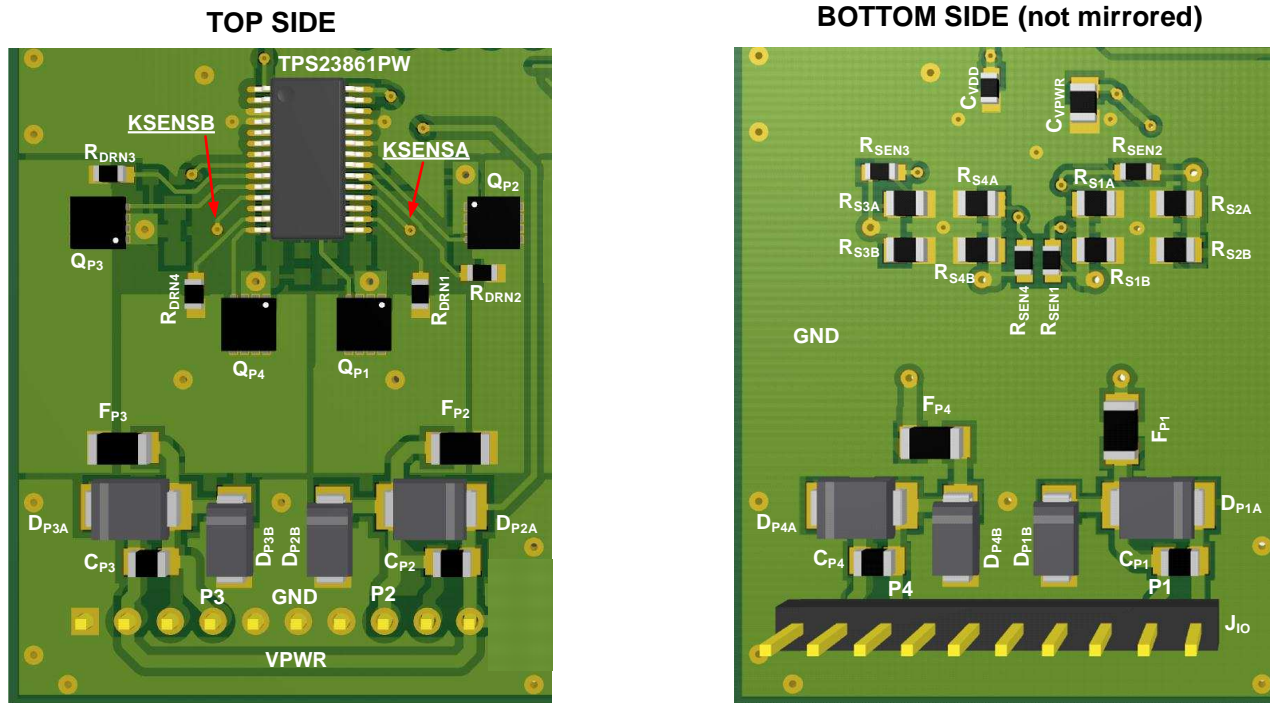 TOP SIDE
TPS23861PW
KSENSB
KSENSA
RDRN3
QP2
QP3
RDRN4
RDRN1
RDRN2
QP4
QP1
FP3
FP2
DP3A
DP3B
DP2B
DP2A
CP3
CP2
P3
GND
P2
VPWR
BOTTOM SIDE (not mirrored)
CVDD
CVPWR
RSEN3
RSEN2
RS4A
RS1A
RS3A
RS2A
RS3B
RS2B
RS4B
RS1B
RSEN4
RSEN1
GND
FP4
FP1
DP4A
DP4B
DP1B
DP1A
CP4
CP1
P4
P1
JIO